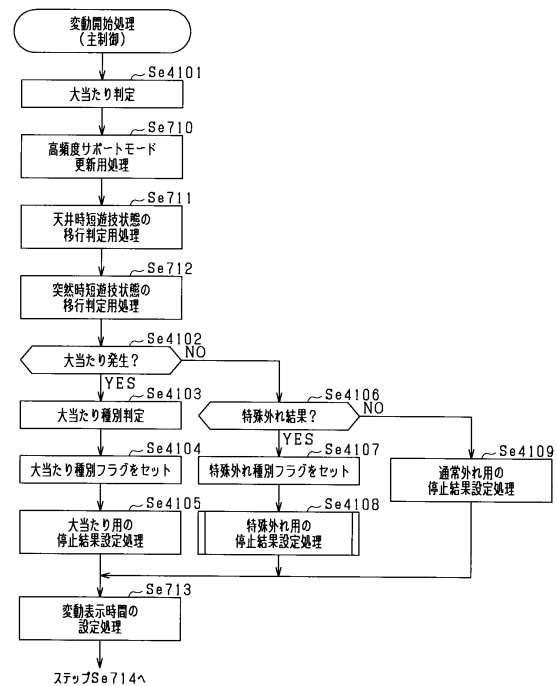 変動開始処理
（主制御）
Se4101
大当たり判定
Se710
高頻度サポートモード
更新用処理
Se711
天井時短遊技状態の
移行判定用処理
Se712
突然時短遊技状態の
移行判定用処理
Se4102
大当たり発生？
NO
YES
Se4103
大当たり種別判定
Se4106
特殊外れ結果？
NO
YES
Se4104
大当たり種別フラグをセット
Se4107
特殊外れ種別フラグをセット
Se4109
通常外れ用の
停止結果設定処理
Se4105
大当たり用の
停止結果設定処理
Se4108
特殊外れ用の
停止結果設定処理
Se713
変動表示時間の
設定処理
ステップSe714へ